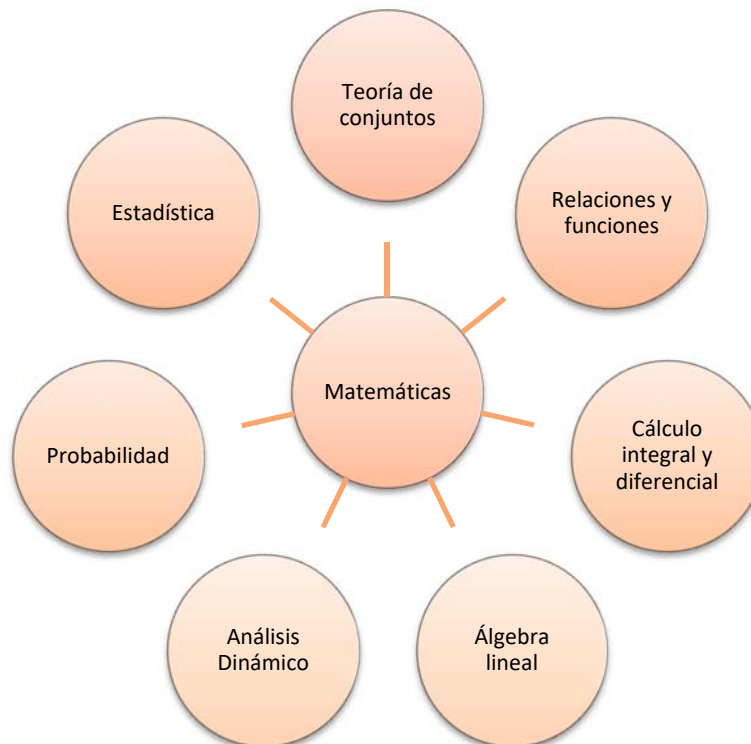 Teoría de
conjuntos
Relaciones y
funciones
Cálculo
integral y
diferencial
Álgebra
lineal
Análisis
Dinámico
Probabilidad
Estadística
Matemáticas